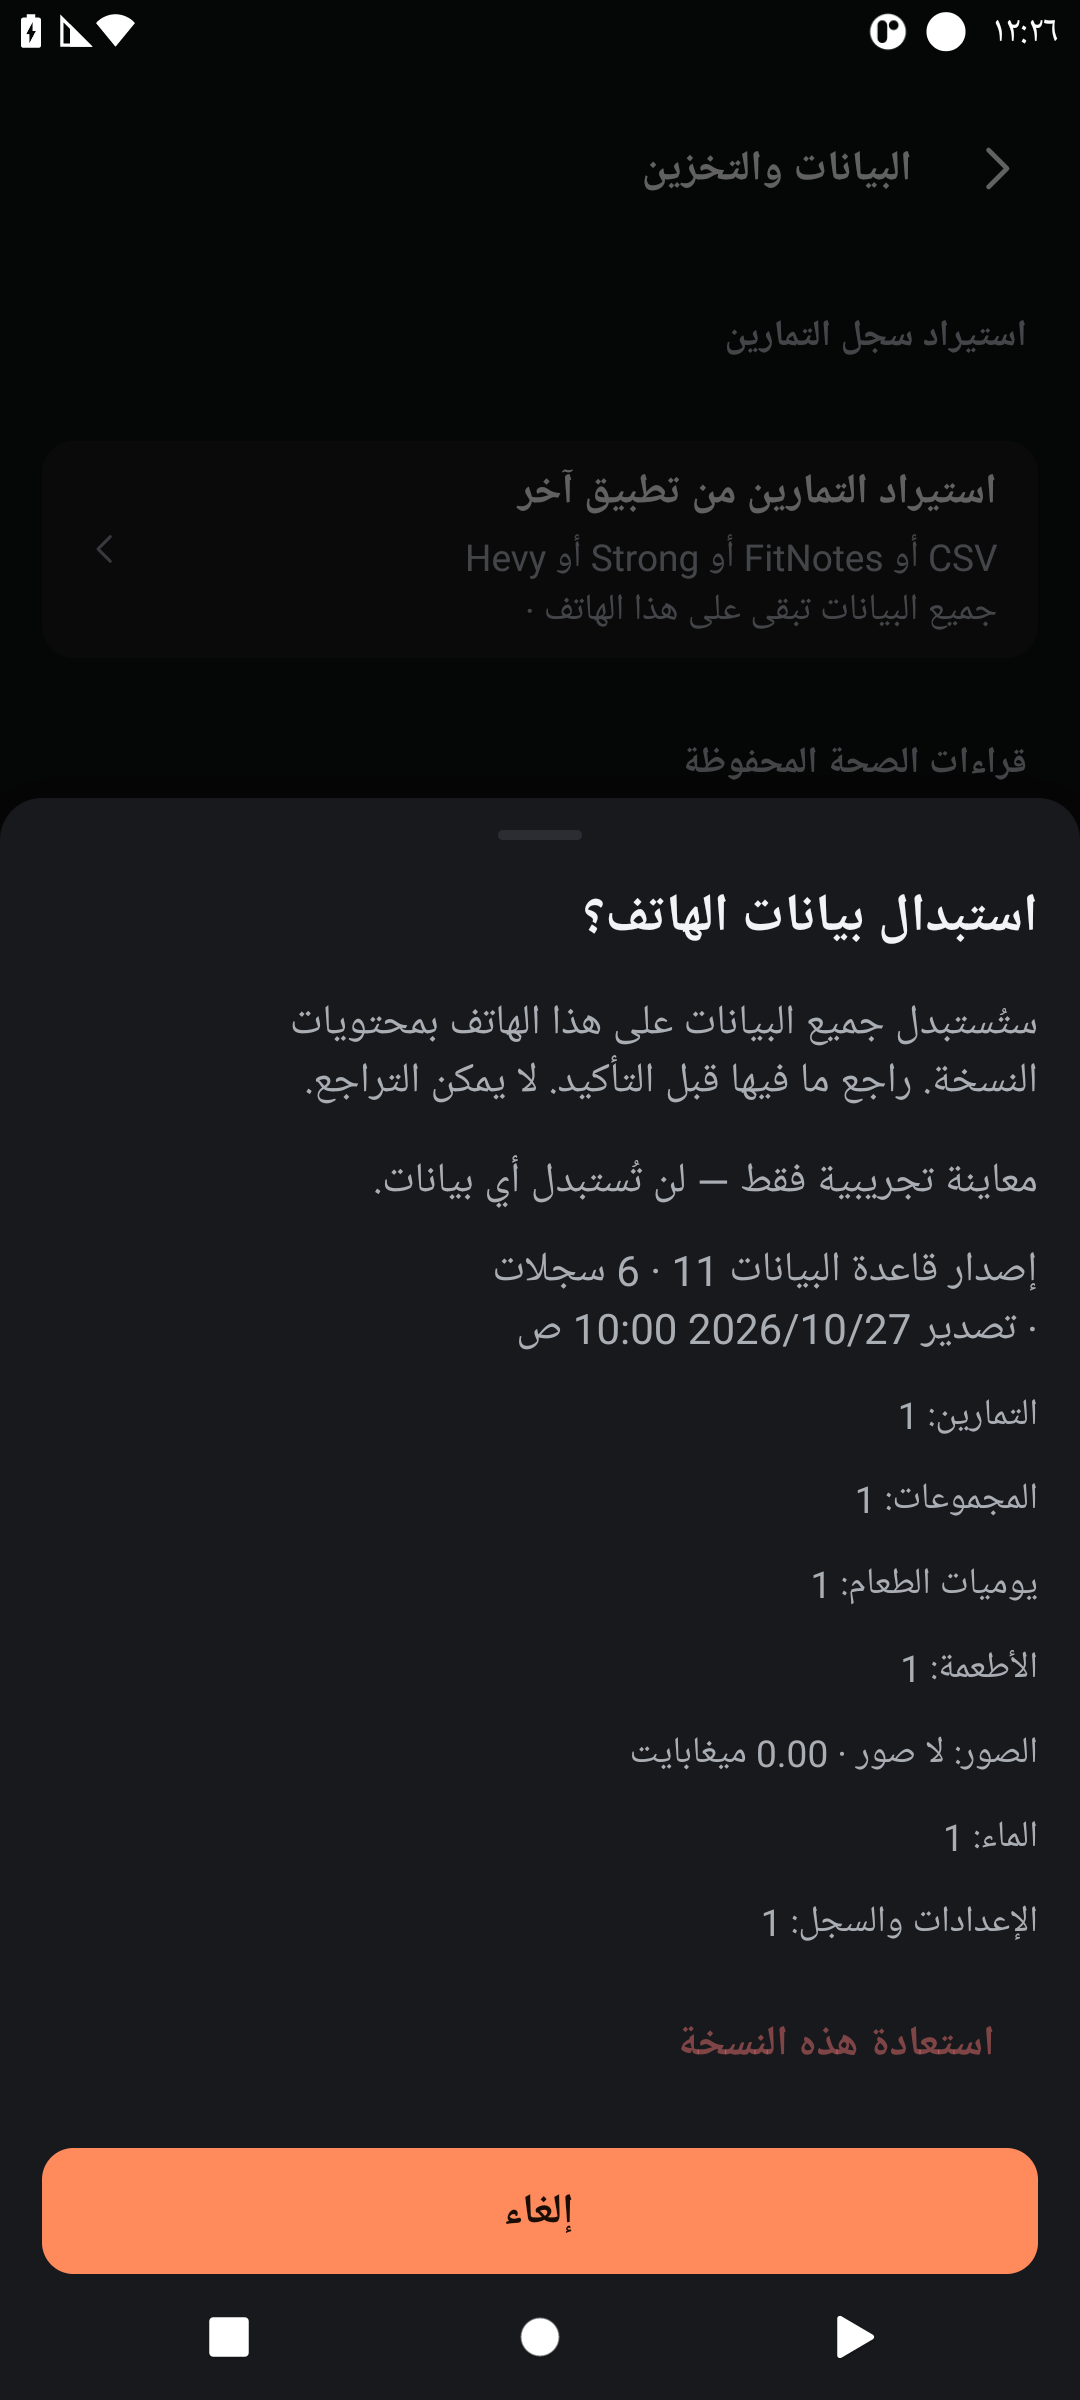 ١٢:٢٦
البيانات والتخزين
استيراد سجل التمارين
استيراد التمارين من تطبيق آخر
CSV أو FitNotes أو Strong أو Hevy
جميع البيانات تبقى على هذا الهاتف ·
قراءات الصحة المحفوظة
استبدال بيانات الهاتف؟
ستُستبدل جميع البيانات على هذا الهاتف بمحتويات
النسخة. راجع ما فيها قبل التأكيد. لا يمكن التراجع.
معاينة تجريبية فقط — لن تُستبدل أي بيانات.
إصدار قاعدة البيانات 11 · 6 سجلات
· تصدير 2026/10/27 10:00 ص
التمارين: 1
المجموعات: 1
يوميات الطعام: 1
الأطعمة: 1
الصور: لا صور · 0.00 ميغابايت
الماء: 1
الإعدادات والسجل: 1
استعادة هذه النسخة
إلغاء